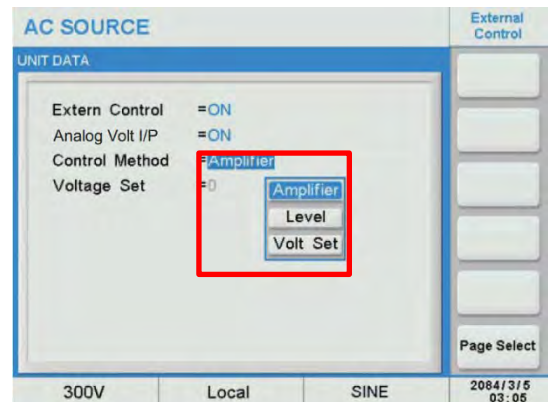 AC SOURCE
External
Control
UNIT DATA
Extern Control =ON
Analog Volt I/P =ON
Control Method =Amplifier
Voltage Set =0
Amplifier
Level
Volt Set
Page Select
300V Local SINE 2084/3/5
03:05